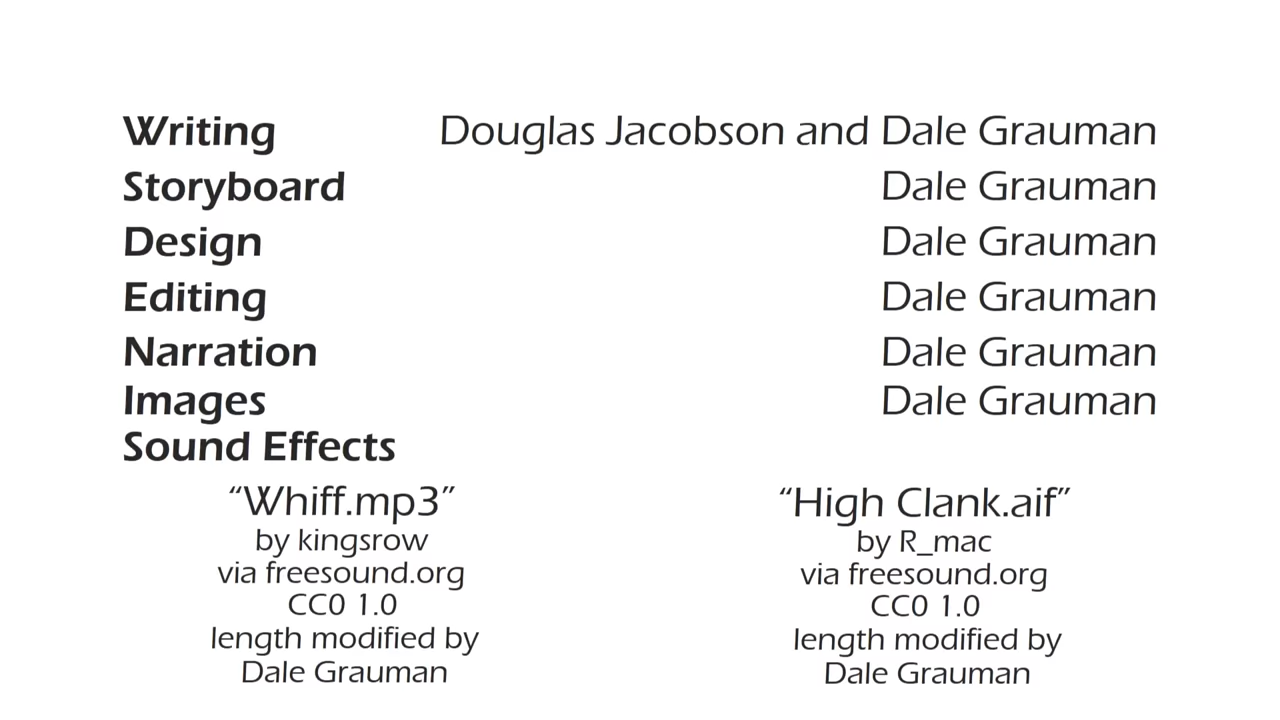 Writing Douglas Jacobson and Dale Grauman
Storyboard Dale Grauman
Design Dale Grauman
Editing Dale Grauman
Narration Dale Grauman
Images Dale Grauman
Sound Effects
“Whiff.mp3”
by kingsrow
via freesound.org
CC0 1.0
length modified by
Dale Grauman
“High Clank.aif”
by R_mac
via freesound.org
CC0 1.0
length modified by
Dale Grauman